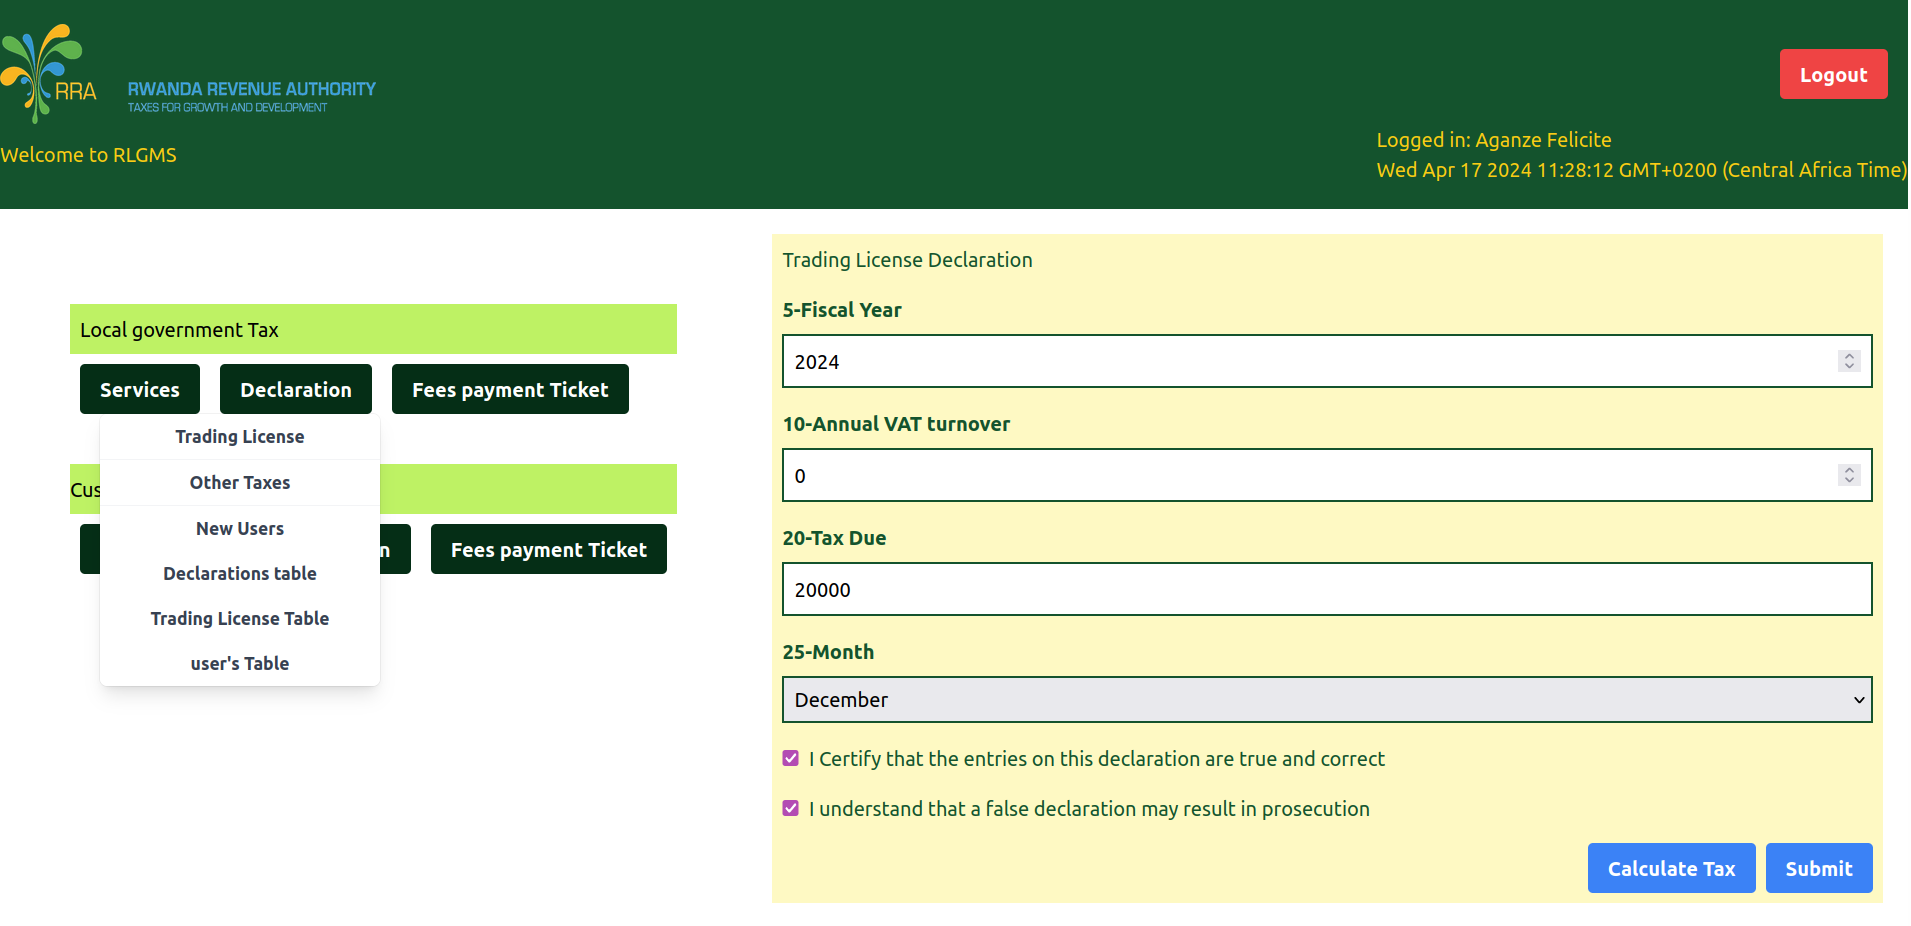 RRA
RWANDA REVENUE AUTHORITY
TAXES FOR GROWTH AND DEVELOPMENT
Logout
Welcome to RLGMS
Logged in: Aganze Felicite
Wed Apr 17 2024 11:28:12 GMT+0200 (Central Africa Time)
Local government Tax
Services Declaration Fees payment Ticket
Trading License
Other Taxes
New Users
Declarations table
Trading License Table
user's Table
Cus
n Fees payment Ticket
Trading License Declaration
5-Fiscal Year
2024
10-Annual VAT turnover
0
20-Tax Due
20000
25-Month
December
I Certify that the entries on this declaration are true and correct
I understand that a false declaration may result in prosecution
Calculate Tax Submit